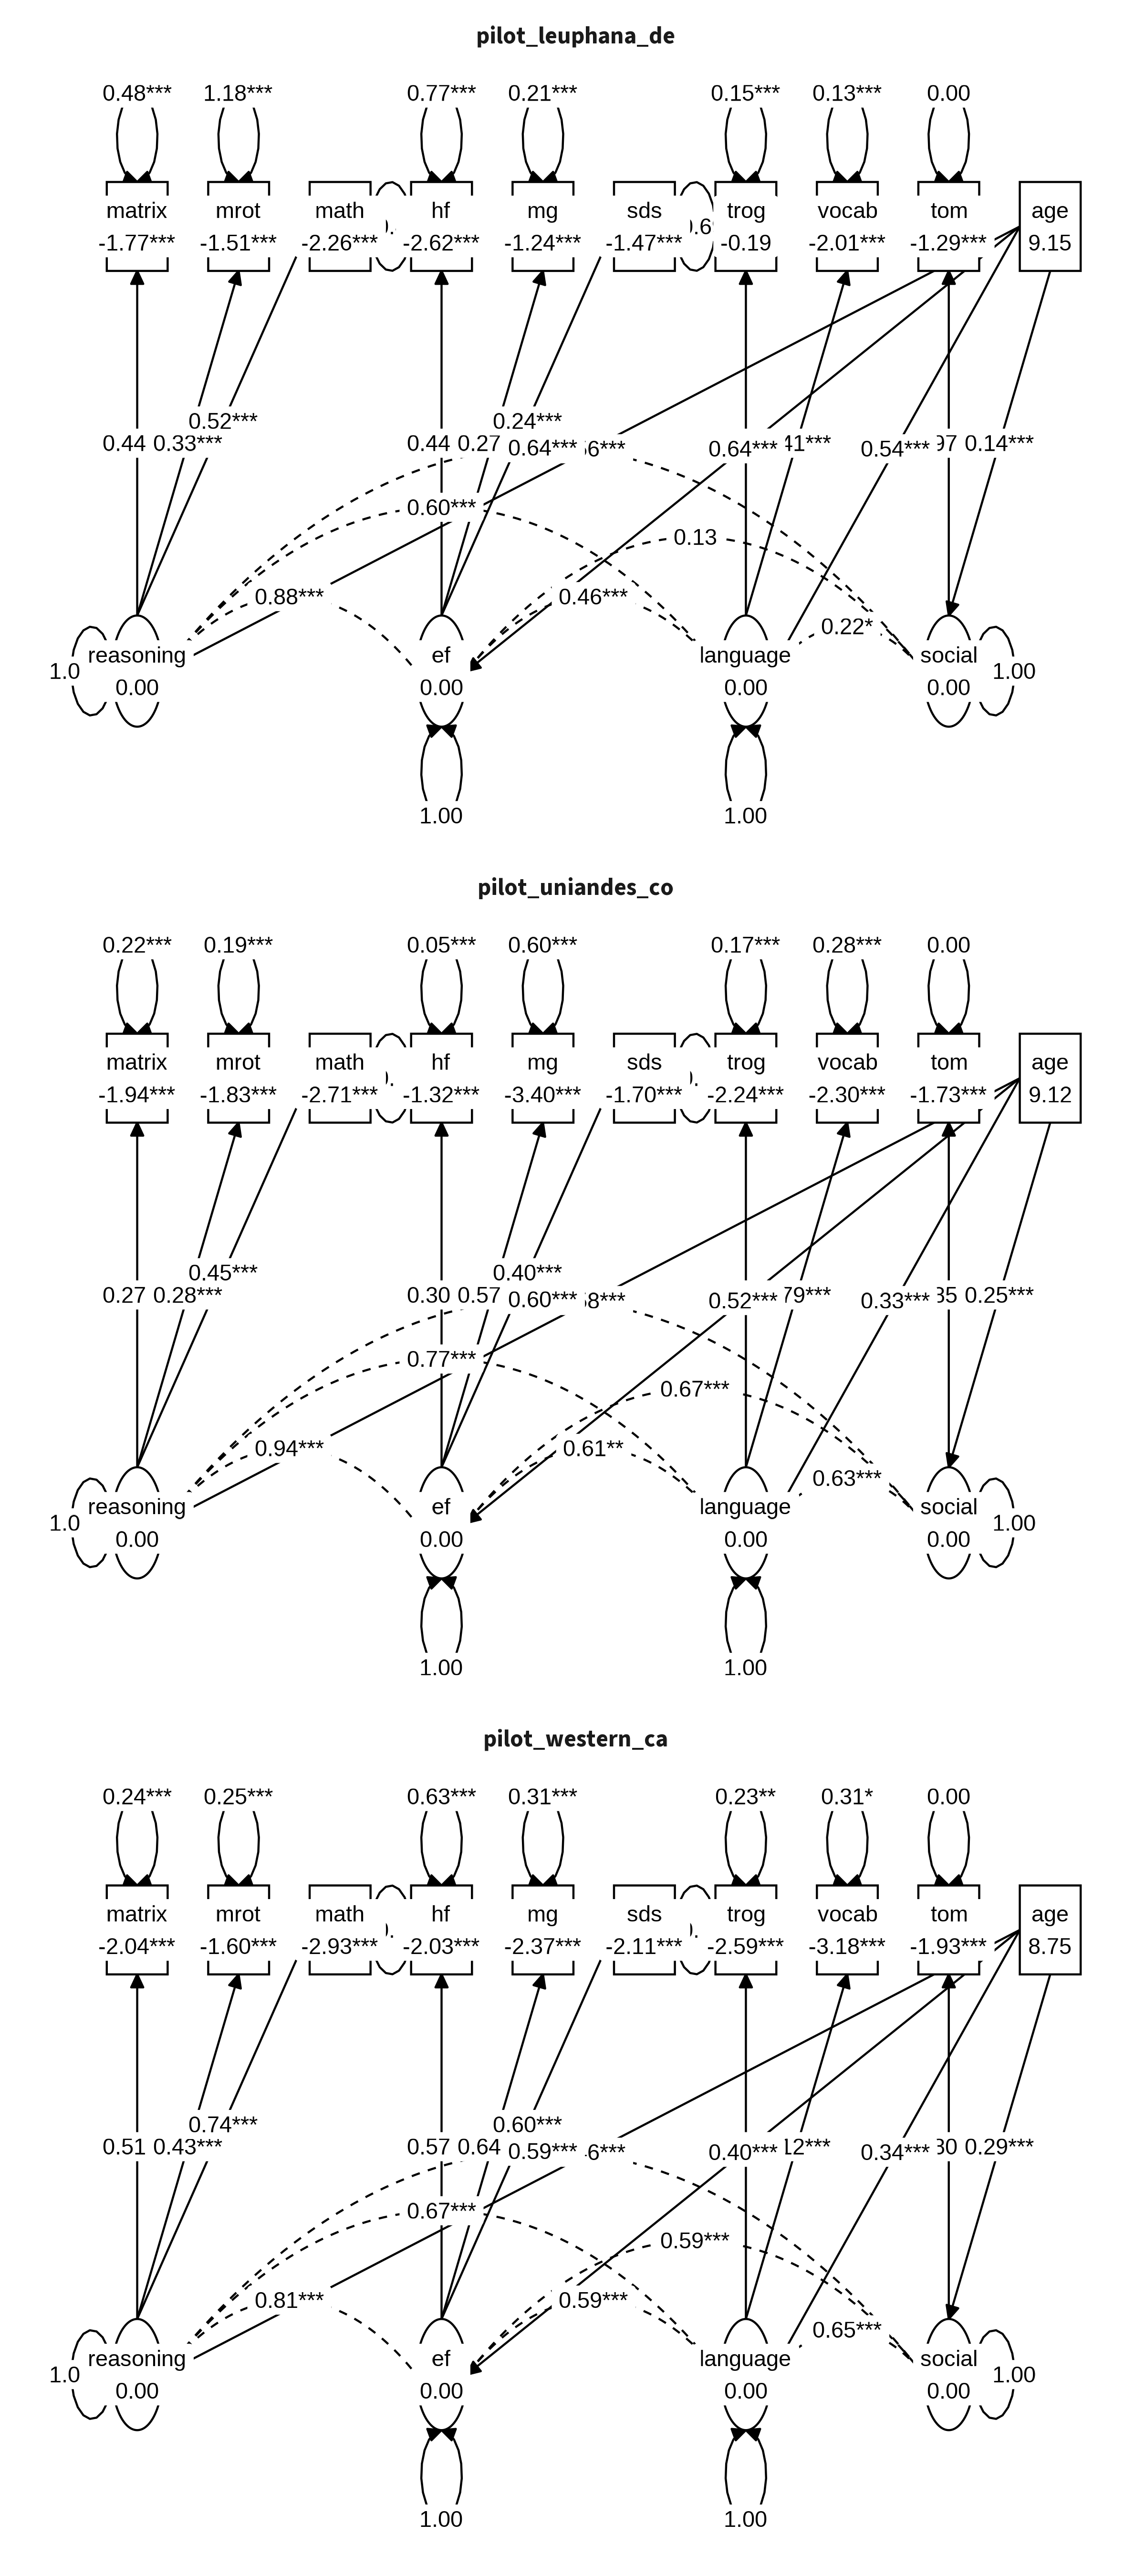 pilot_leuphana_de
0.48*** 1.18*** 0.77*** 0.21*** 0.15*** 0.13*** 0.00
matrix mrot math hf mg sds trog vocab tom age
-1.77*** -1.51*** -2.26*** -2.62*** -1.24*** -1.47*** -0.19 -2.01*** -1.29*** 9.15
0.52*** 0.24***
0.44 0.33*** 0.44 0.27 0.64*** 0.64*** 0.54*** 0.14***
0.60***
0.13
0.88*** 0.46***
0.22*
reasoning ef language social
1.0 1.00
0.00 0.00 0.00 0.00
1.00 1.00
pilot_uniandes_co
0.22*** 0.19*** 0.05*** 0.60*** 0.17*** 0.28*** 0.00
matrix mrot math hf mg sds trog vocab tom age
-1.94*** -1.83*** -2.71*** -1.32*** -3.40*** -1.70*** -2.24*** -2.30*** -1.73*** 9.12
0.45*** 0.40***
0.27 0.28*** 0.30 0.57 0.60*** 0.52*** 0.33*** 0.25***
0.77***
0.67***
0.94*** 0.61**
0.63***
reasoning ef language social
1.0 1.00
0.00 0.00 0.00 0.00
1.00 1.00
pilot_western_ca
0.24*** 0.25*** 0.63*** 0.31*** 0.23** 0.31* 0.00
matrix mrot math hf mg sds trog vocab tom age
-2.04*** -1.60*** -2.93*** -2.03*** -2.37*** -2.11*** -2.59*** -3.18*** -1.93*** 8.75
0.74*** 0.60***
0.51 0.43*** 0.57 0.64 0.59*** 0.40*** 0.34*** 0.29***
0.67***
0.59***
0.81*** 0.59***
0.65***
reasoning ef language social
1.0 1.00
0.00 0.00 0.00 0.00
1.00 1.00